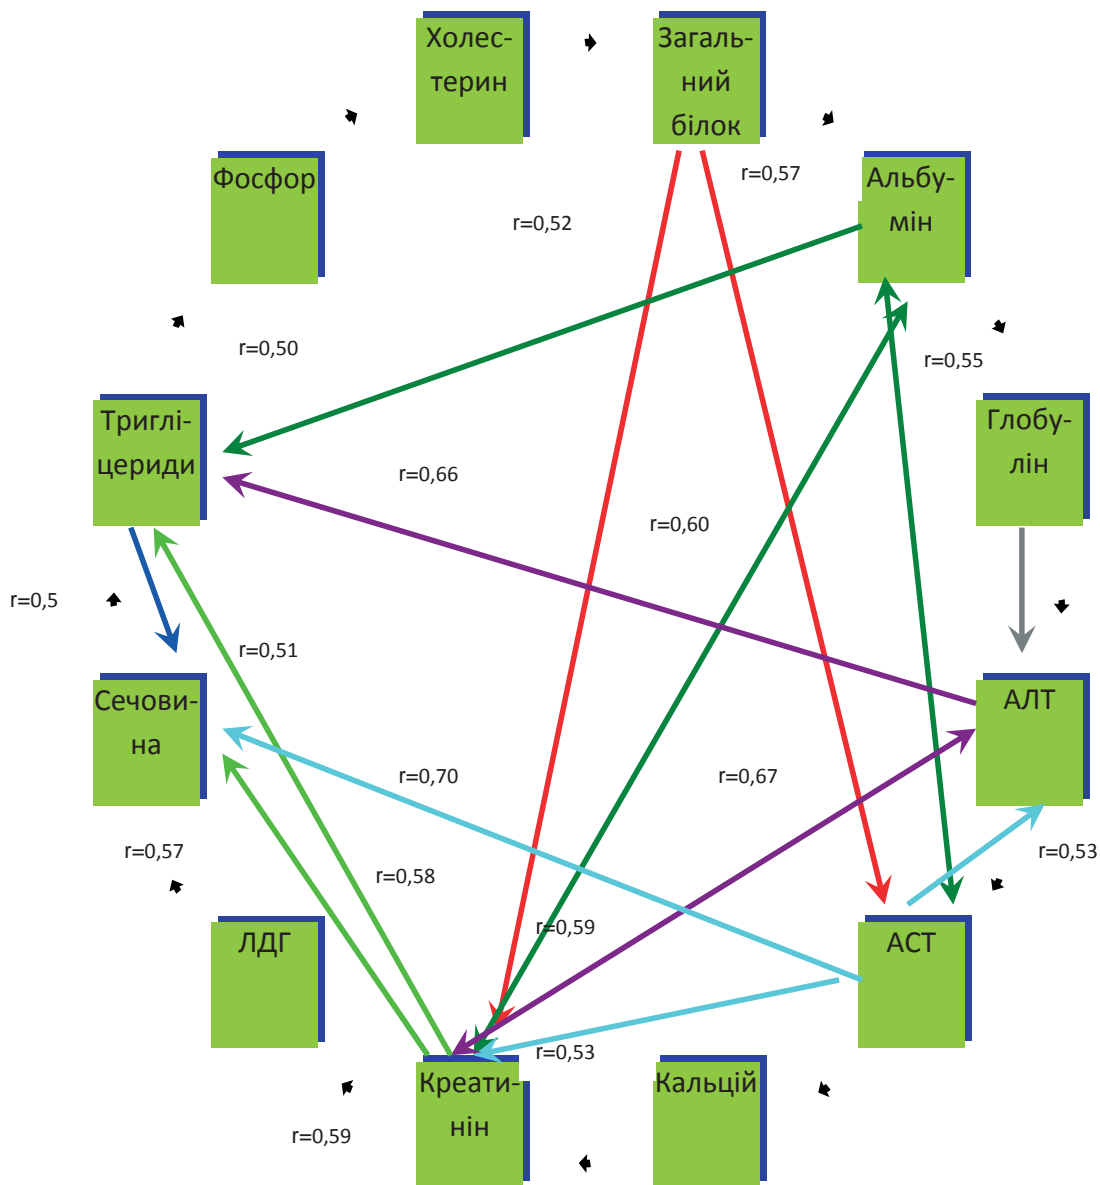 Холес-
терин
Загаль-
ний
білок
r=0,57
Альбу-
мін
Фосфор
r=0,52
r=0,50
r=0,55
Триглі-
цериди
Глобу-
лін
r=0,66
r=0,60
r=0,5
r=0,51
Сечови-
на
АЛТ
r=0,70
r=0,67
r=0,57
r=0,53
r=0,58
r=0,59
ЛДГ
АСТ
r=0,53
Креати-
нін
Кальцій
r=0,59